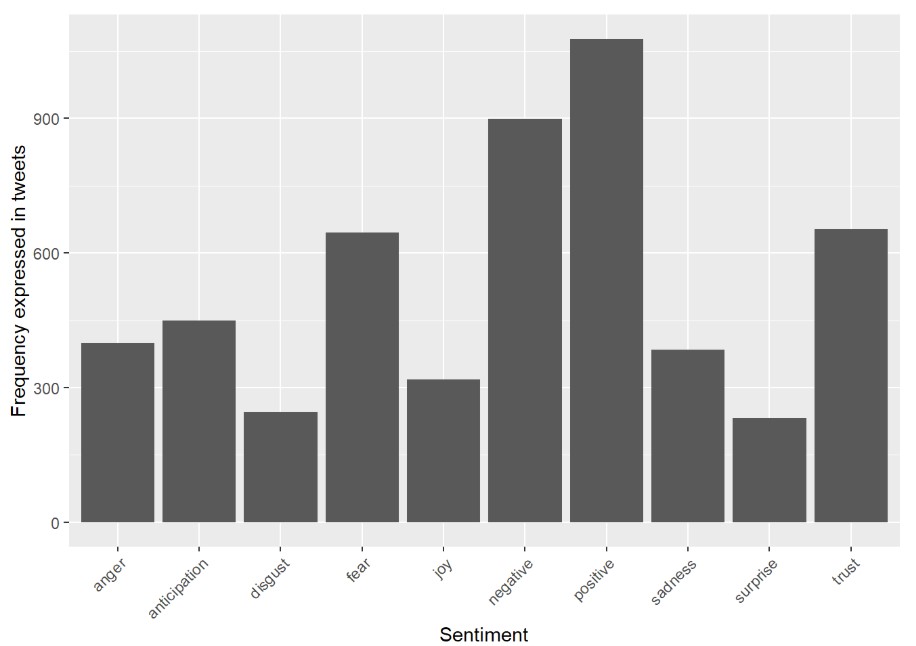 Frequency expressed in tweets
900
600
300
0
anger
anticipation
disgust
fear
joy
negative
positive
sadness
surprise
trust
Sentiment